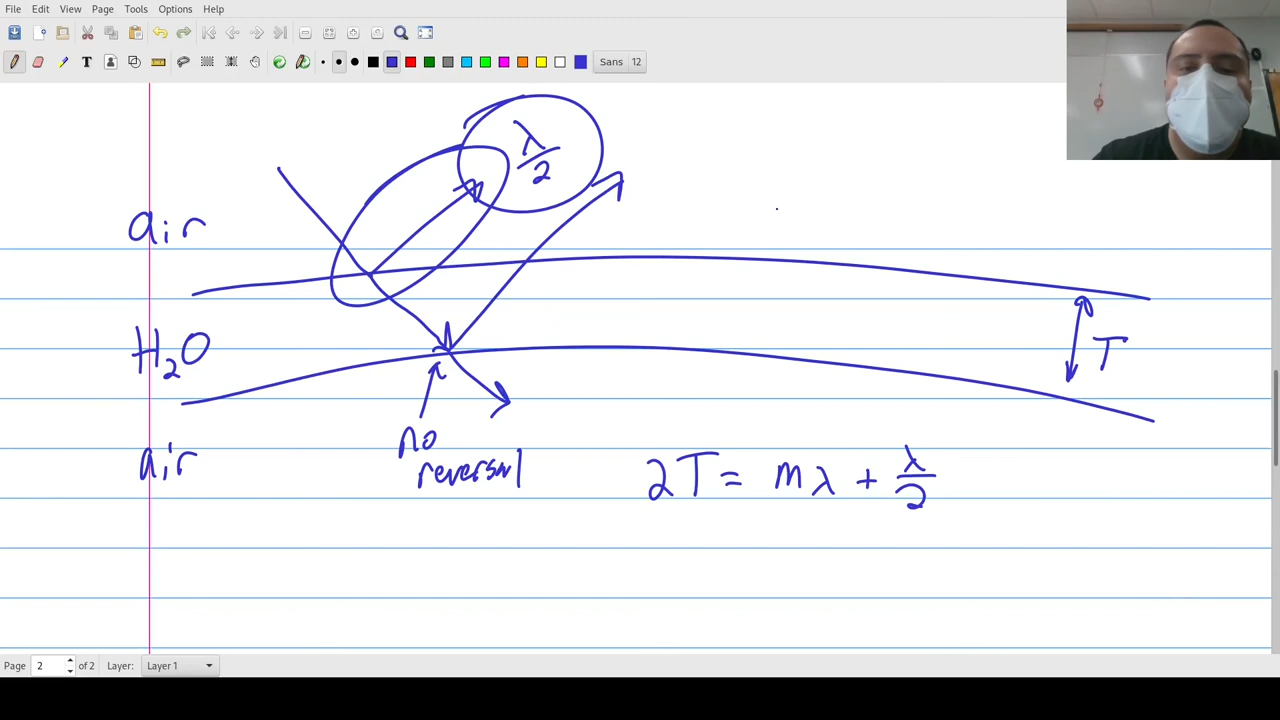 File Edit View Page Tools Options Help
T Sans 12
λ/2
air
H₂O
T
no
reversal
air
2T = mλ + λ/2
Page 2 of 2 Layer: Layer 1